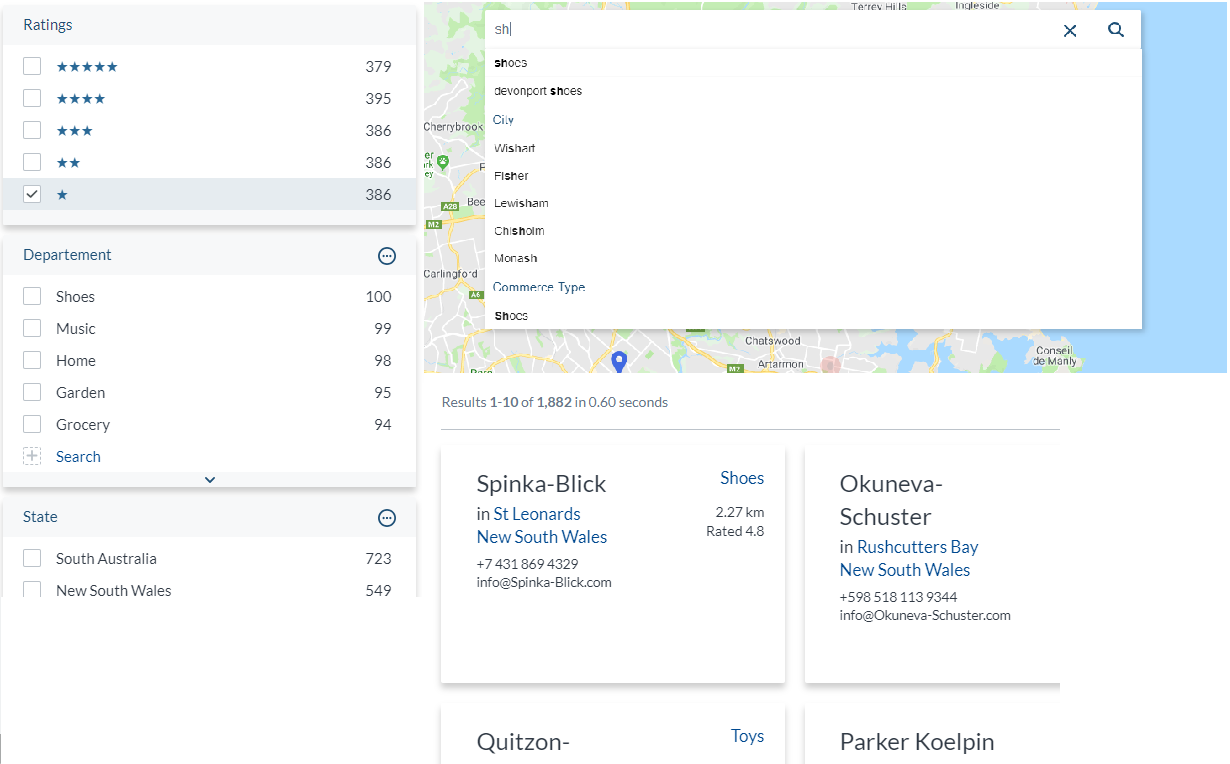 Ratings
★★★★★ 379
★★★★ 395
★★★ 386
★★ 386
★ 386
Departement
Shoes 100
Music 99
Home 98
Garden 95
Grocery 94
Search
State
South Australia 723
New South Wales 549
Terrey Hills
Ingleside
sh
shoes
devonport shoes
City
Wishart
Fisher
Lewisham
Chisholm
Monash
Commerce Type
Shoes
Cherrybrook
A28
M2
Carlingford
A6
Chatswood
Artarmon
M7
Conseil
de Manly
Results 1-10 of 1,882 in 0.60 seconds
Spinka-Blick
Shoes
in St Leonards
New South Wales
2.27 km
Rated 4.8
+7 431 869 4329
info@Spinka-Blick.com
Okuneva-
Schuster
in Rushcutters Bay
New South Wales
+598 518 113 9344
info@Okuneva-Schuster.com
Quitzon-
Toys
Parker Koelpin